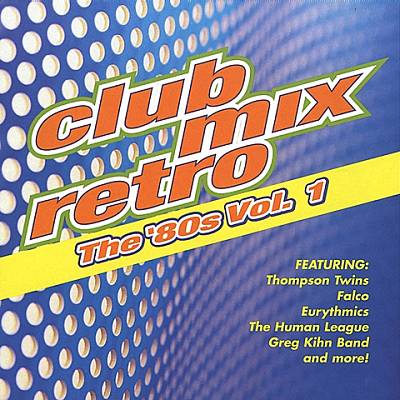 club
mix
retro
The '80s Vol. 1
FEATURING:
Thompson Twins
Falco
Eurythmics
The Human League
Greg Kihn Band
and more!